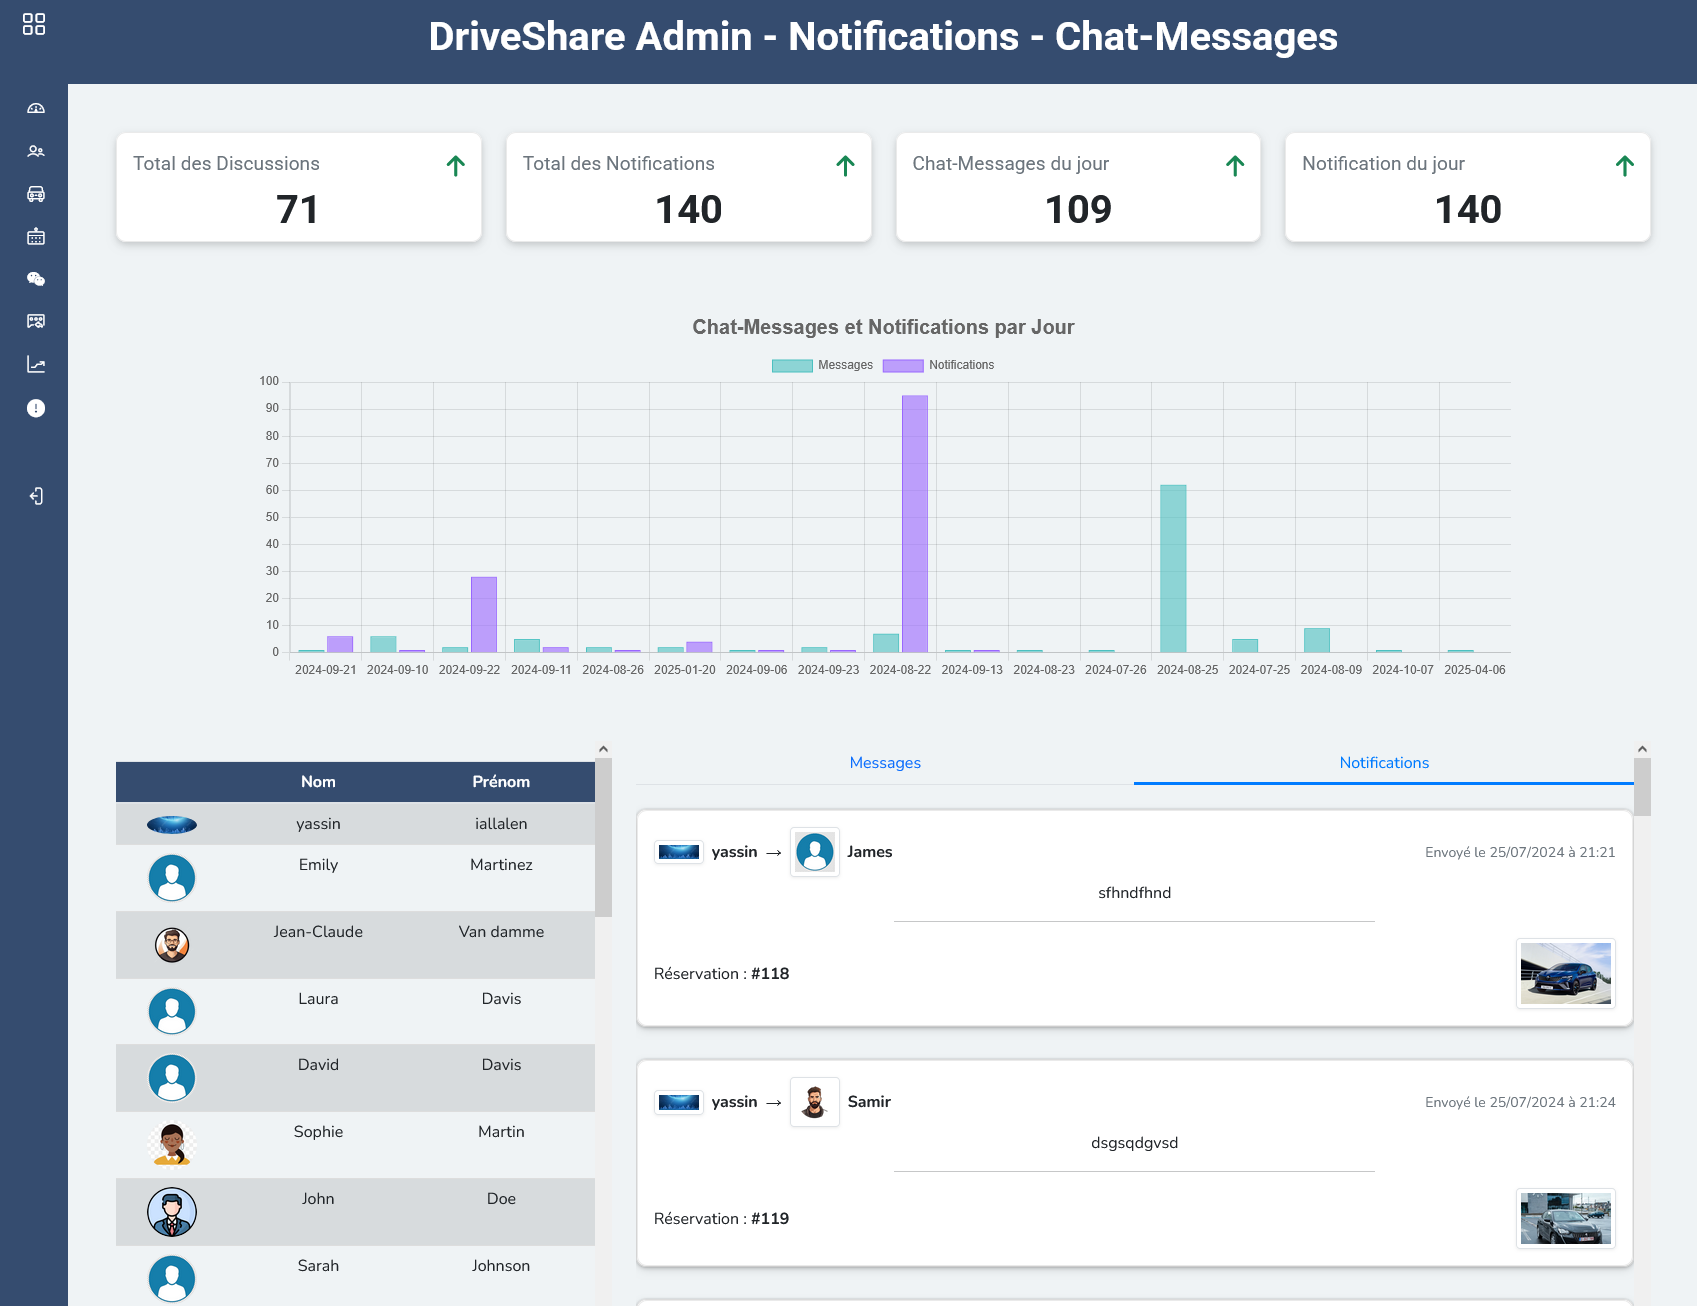 DriveShare Admin - Notifications - Chat-Messages
Total des Discussions
71
Total des Notifications
140
Chat-Messages du jour
109
Notification du jour
140
Chat-Messages et Notifications par Jour
Messages Notifications
100
90
80
70
60
50
40
30
20
10
0
2024-09-21 2024-09-10 2024-09-22 2024-09-11 2024-08-26 2025-01-20 2024-09-06 2024-09-23 2024-08-22 2024-09-13 2024-08-23 2024-07-26 2024-08-25 2024-07-25 2024-08-09 2024-10-07 2025-04-06
Nom Prénom
yassin iallalen
Emily Martinez
Jean-Claude Van damme
Laura Davis
David Davis
Sophie Martin
John Doe
Sarah Johnson
Messages Notifications
yassin → James Envoyé le 25/07/2024 à 21:21
sfhndfhnd
Réservation : #118
yassin → Samir Envoyé le 25/07/2024 à 21:24
dsgsqdgvsd
Réservation : #119